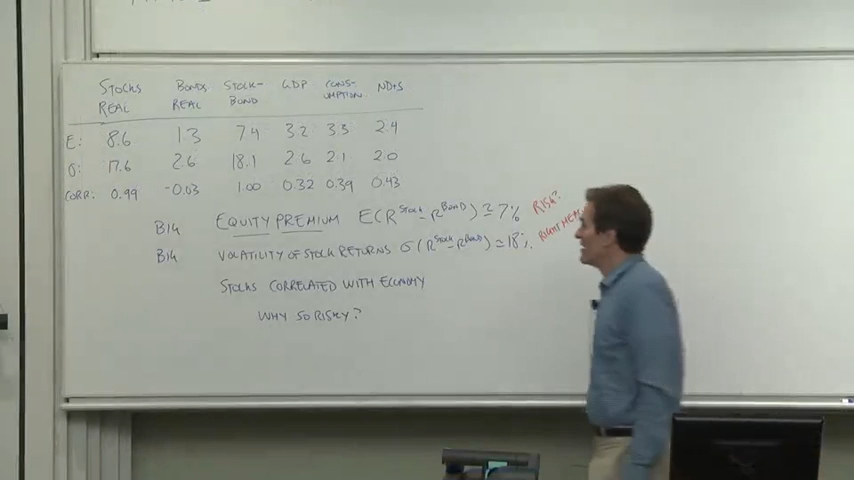 STOCKS BONDS STOCK- GDP CONS- ND+S
REAL REAL BOND UMPTION
E: 8.6 1.3 7.4 3.2 3.3 2.4
σ: 17.6 2.6 18.1 2.6 2.1 2.0
CORR: 0.99 -0.03 1.00 0.32 0.39 0.43
BIG EQUITY PREMIUM E(R^STOCK - R^BOND) ≅ 7% RISK?
BIG VOLATILITY OF STOCK RETURNS σ(R^STOCK - R^BOND) ≅ 18% RIGHT
STOCKS CORRELATED WITH ECONOMY
WHY SO RISKY?